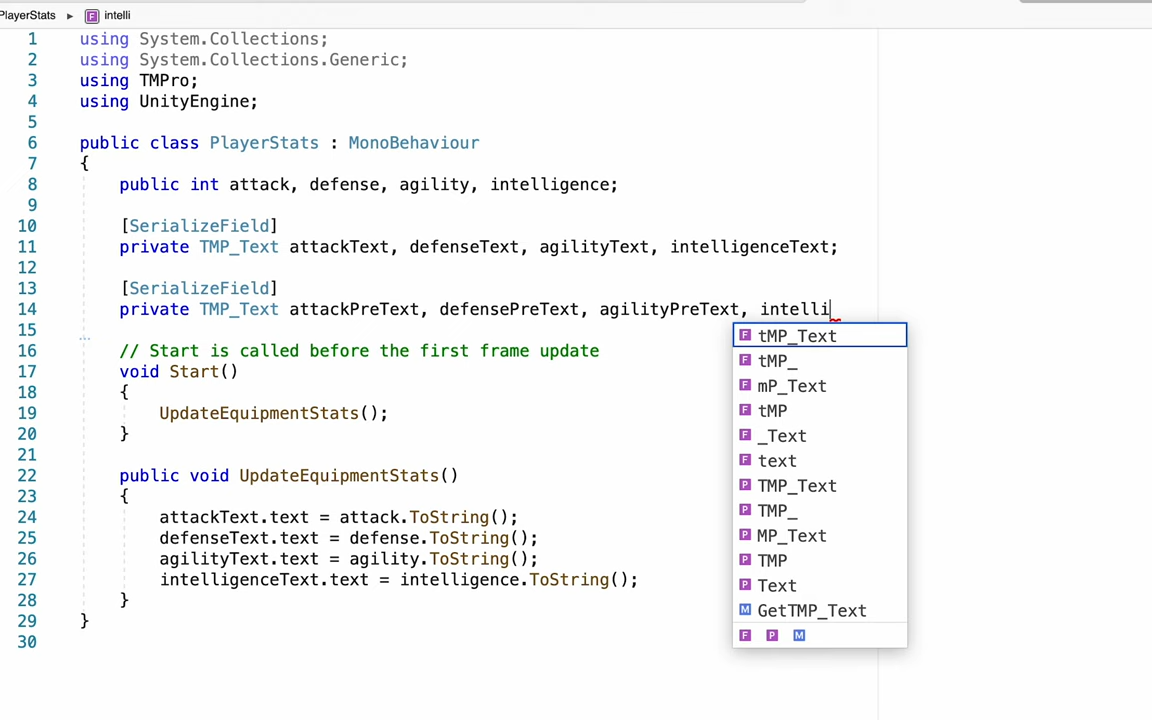 PlayerStats ▸ F intelli
1 using System.Collections;
2 using System.Collections.Generic;
3 using TMPro;
4 using UnityEngine;
5
6 public class PlayerStats : MonoBehaviour
7 {
8 public int attack, defense, agility, intelligence;
9
10 [SerializeField]
11 private TMP_Text attackText, defenseText, agilityText, intelligenceText;
12
13 [SerializeField]
14 private TMP_Text attackPreText, defensePreText, agilityPreText, intelli
15
16 // Start is called before the first frame update
17 void Start()
18 {
19 UpdateEquipmentStats();
20 }
21
22 public void UpdateEquipmentStats()
23 {
24 attackText.text = attack.ToString();
25 defenseText.text = defense.ToString();
26 agilityText.text = agility.ToString();
27 intelligenceText.text = intelligence.ToString();
28 }
29 }
30
F tMP_Text
F tMP_
F mP_Text
F tMP
F _Text
F text
P TMP_Text
P TMP_
P MP_Text
P TMP
P Text
M GetTMP_Text
F P M